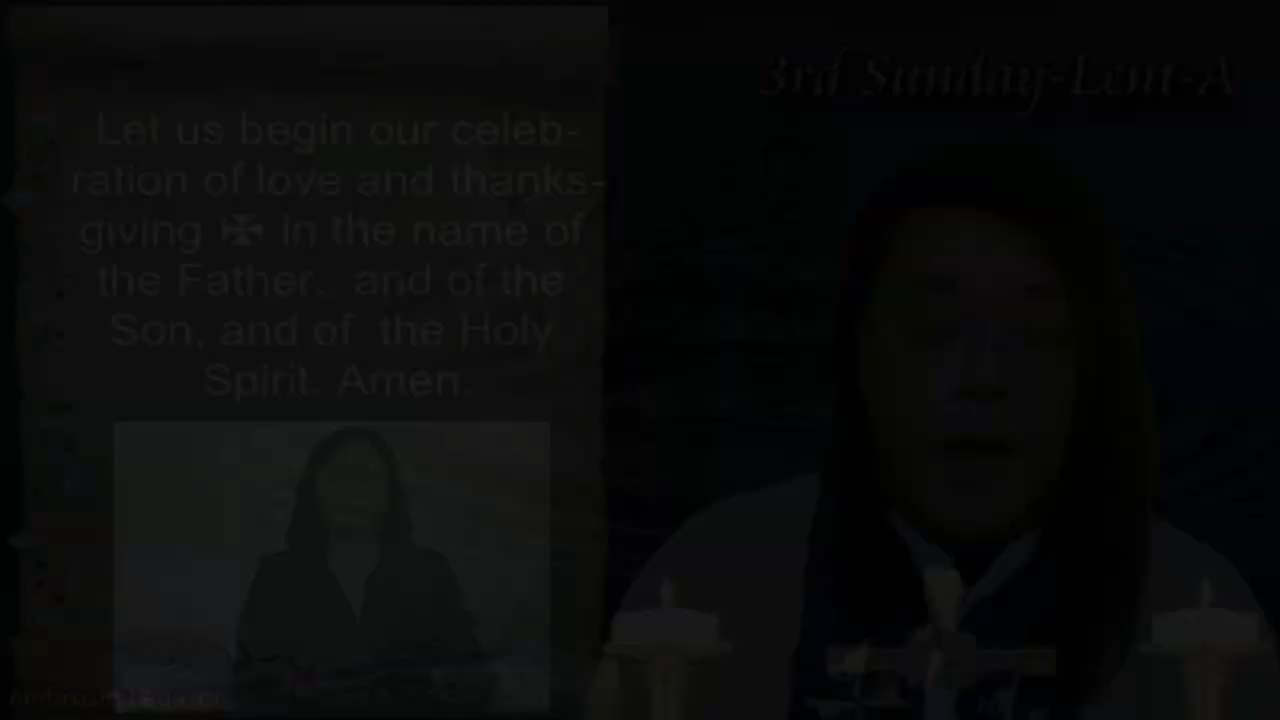 3rd Sunday-Lent-A
Let us begin our celeb-
ration of love and thanks-
giving ✠ In the name of
the Father.. and of the
Son, and of the Holy
Spirit. Amen.